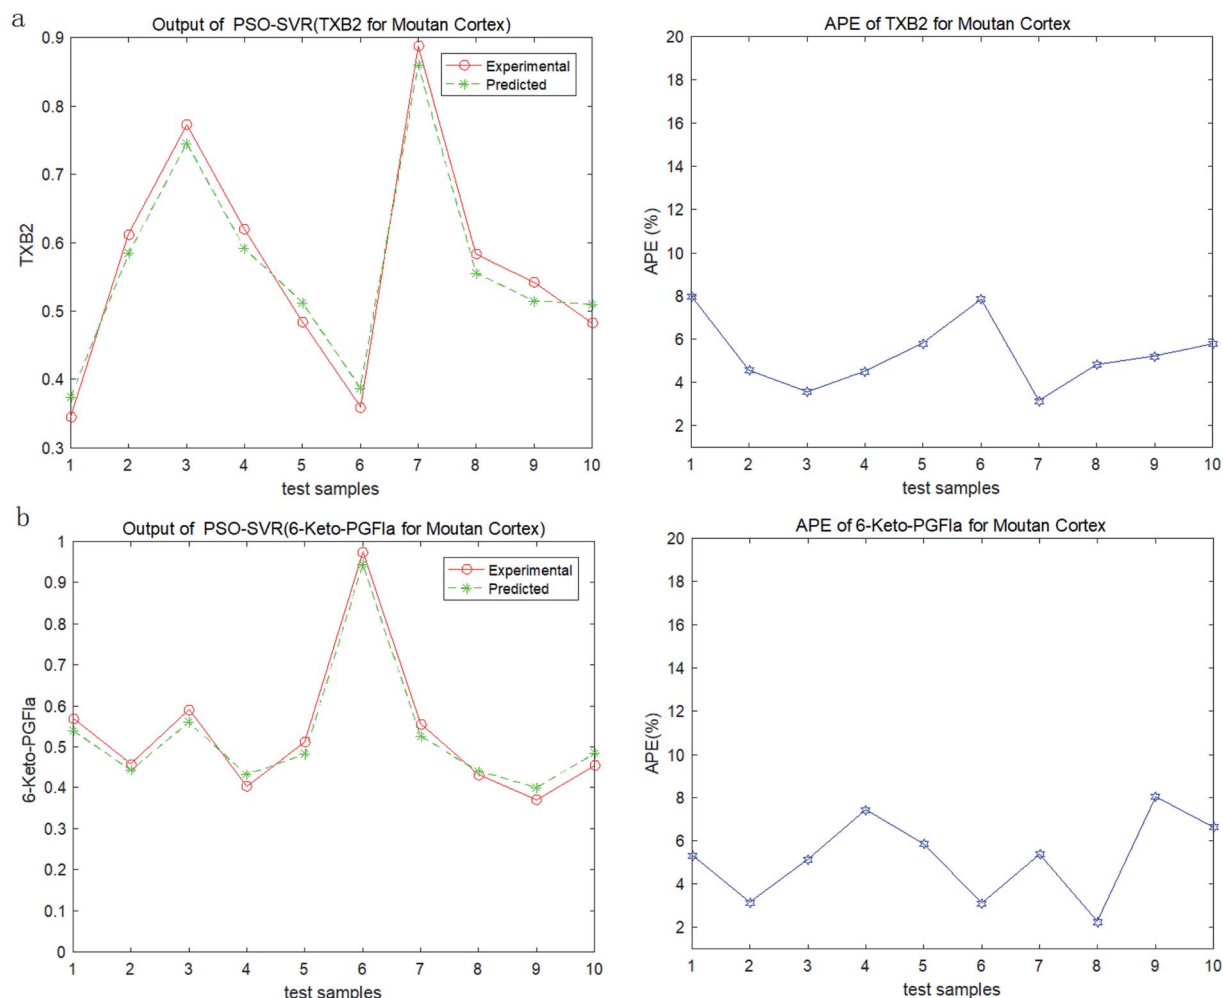 a
Output of PSO-SVR(TXB2 for Moutan Cortex)
0.9
0.8
0.7
0.6
0.5
0.4
0.3
TXB2
Experimental
Predicted
1 2 3 4 5 6 7 8 9 10
test samples
APE of TXB2 for Moutan Cortex
20
18
16
14
12
10
8
6
4
2
APE (%)
1 2 3 4 5 6 7 8 9 10
test samples
b
Output of PSO-SVR(6-Keto-PGFla for Moutan Cortex)
1
0.9
0.8
0.7
0.6
0.5
0.4
0.3
0.2
0.1
0
6-Keto-PGFla
Experimental
Predicted
1 2 3 4 5 6 7 8 9 10
test samples
APE of 6-Keto-PGFla for Moutan Cortex
20
18
16
14
12
10
8
6
4
2
APE(%)
1 2 3 4 5 6 7 8 9 10
test samples